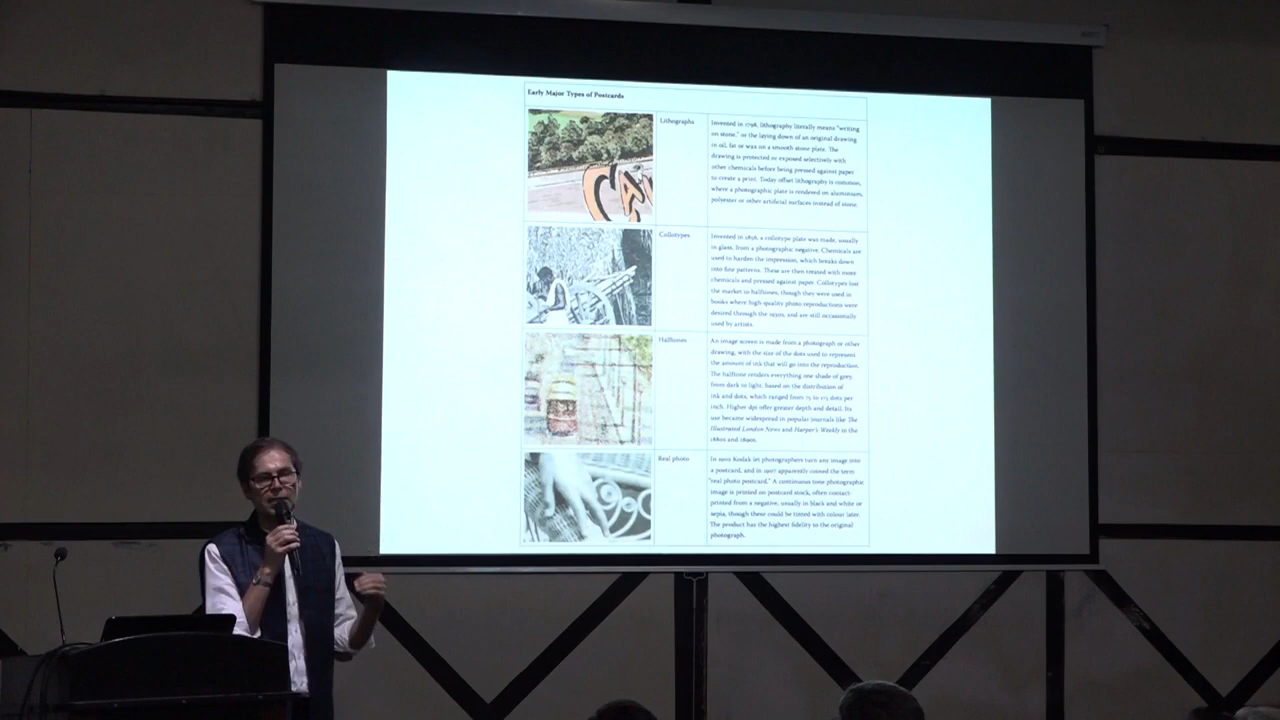 Early Major Types of Postcards
CAN
Lithographs
Invented in 1798, lithography literally means "writing
on stone," or the laying down of an original drawing
in oil, fat or wax on a smooth stone plate. The
drawing is protected or exposed selectively with
other chemicals before being pressed against paper
to create a print. Today offset lithography is common,
where a photographic plate is rendered on aluminium,
polyester or other artificial surfaces instead of stone.
Collotypes
Invented in 1856, a collotype plate was made, usually
in glass, from a photographic negative. Chemicals are
used to harden the impression, which breaks down
into fine patterns. These are then treated with more
chemicals and pressed against paper. Collotypes lost
the market to halftones, though they were used in
books where high-quality photo reproductions were
desired through the 1930s, and are still occasionally
used by artists.
Halftones
An image screen is made from a photograph or other
drawing, with the size of the dots used to represent
the amount of ink that will go into the reproduction.
The halftone renders everything one shade of grey,
from dark to light, based on the distribution of
ink and dots, which ranged from 75 to 175 dots per
inch. Higher dpi offer greater depth and detail. Its
use became widespread in popular journals like The
Illustrated London News and Harper's Weekly in the
1880s and 1890s.
Real photo
In 1902 Kodak let photographers turn any image into
a postcard, and in 1907 apparently coined the term
"real photo postcard." A continuous tone photographic
image is printed on postcard stock, often contact
printed from a negative, usually in black and white or
sepia, though these could be tinted with colour later.
The product has the highest fidelity to the original
photograph.